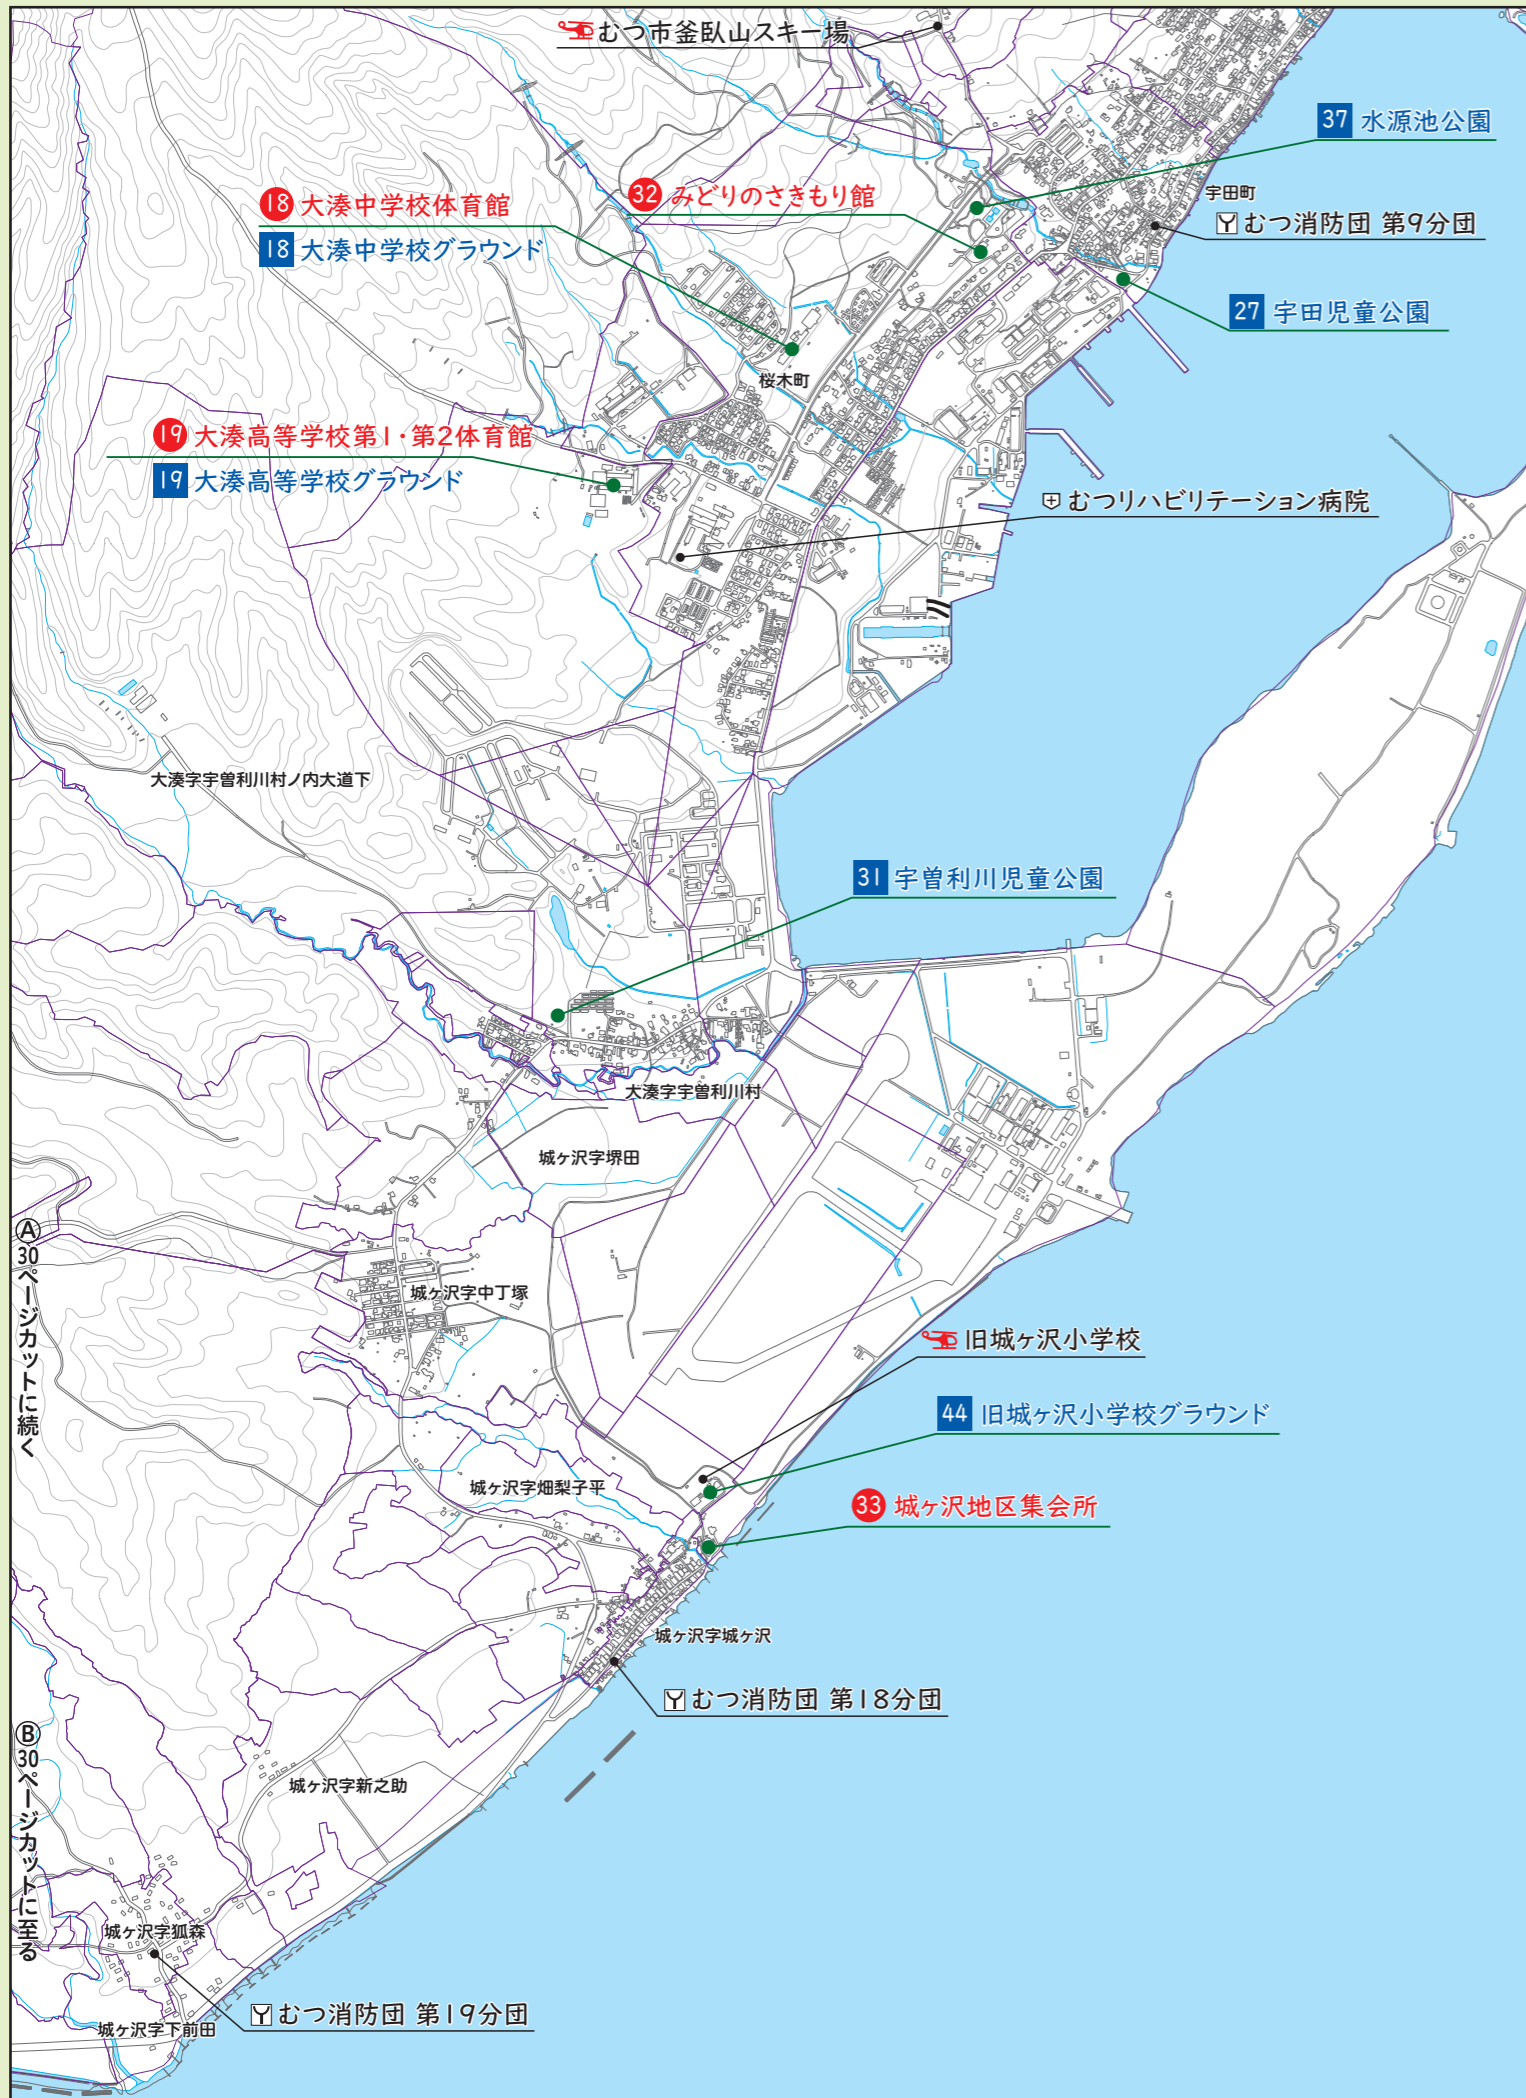 むつ市釜臥山スキー場
37 水源池公園
18 大湊中学校体育館
18 大湊中学校グラウンド
32 みどりのさきもり館
宇田町
むつ消防団 第9分団
27 宇田児童公園
桜木町
19 大湊高等学校第1・第2体育館
19 大湊高等学校グラウンド
むつリハビリテーション病院
大湊字宇曽利川村ノ内大道下
31 宇曽利川児童公園
大湊字宇曽利川村
城ヶ沢字堺田
Ⓐ30ページカットに続く
城ヶ沢字中丁塚
旧城ヶ沢小学校
44 旧城ヶ沢小学校グラウンド
城ヶ沢字畑梨子平
33 城ヶ沢地区集会所
城ヶ沢字城ヶ沢
むつ消防団 第18分団
Ⓑ30ページカットに至る
城ヶ沢字新之助
城ヶ沢字狐森
むつ消防団 第19分団
城ヶ沢字下前田